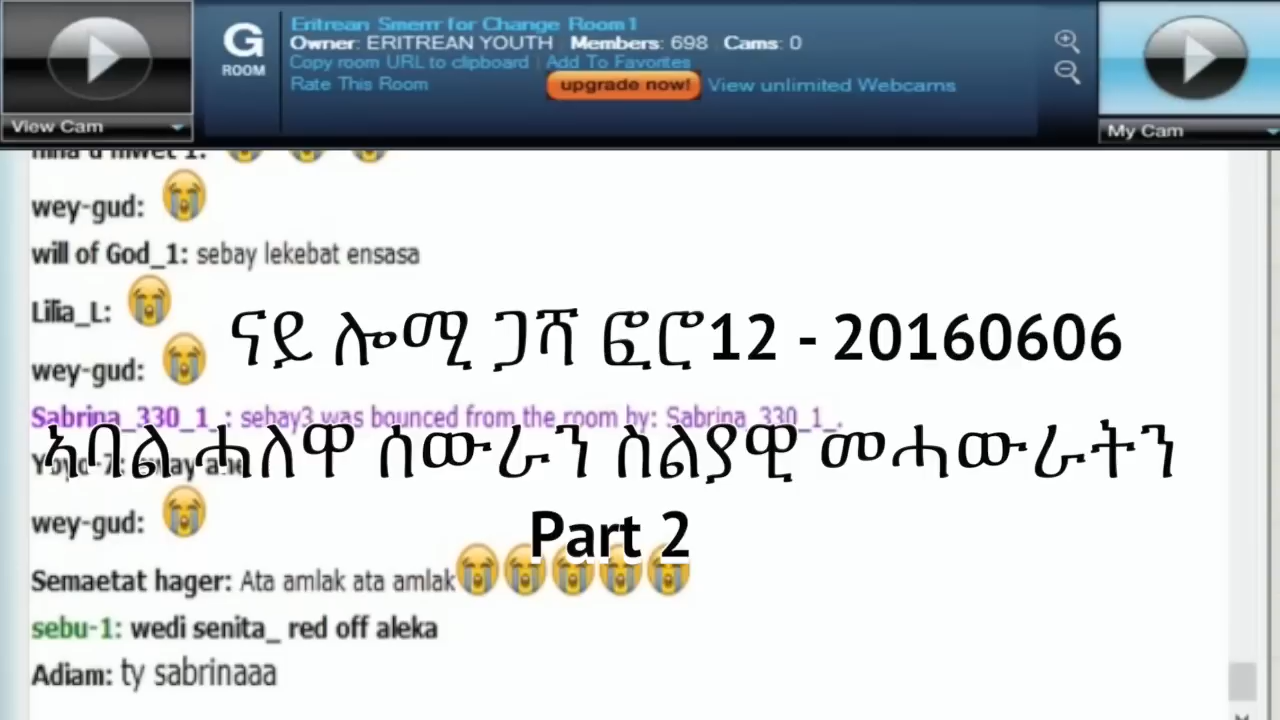 Eritrean Smerrr for Change Room1
G
ROOM
Owner: ERITREAN YOUTH Members: 698 Cams: 0
Copy room URL to clipboard | Add To Favorites
Rate This Room upgrade now! View unlimited Webcams
View Cam
My Cam
wey-gud:
will of God_1: sebay lekebat ensasa
Lilia_L:
ናይ ሎሚ ጋሻ ፎሮ12 - 20160606
wey-gud:
Sabrina_330_1_: sebay3 was bounced from the room by: Sabrina_330_1_.
ኣባል ሓለዋ ሰውራን ስልያዊ መሓውራትን
Part 2
wey-gud:
Semaetat hager: Ata amlak ata amlak
sebu-1: wedi senita_ red off aleka
Adiam: ty sabrinaaa